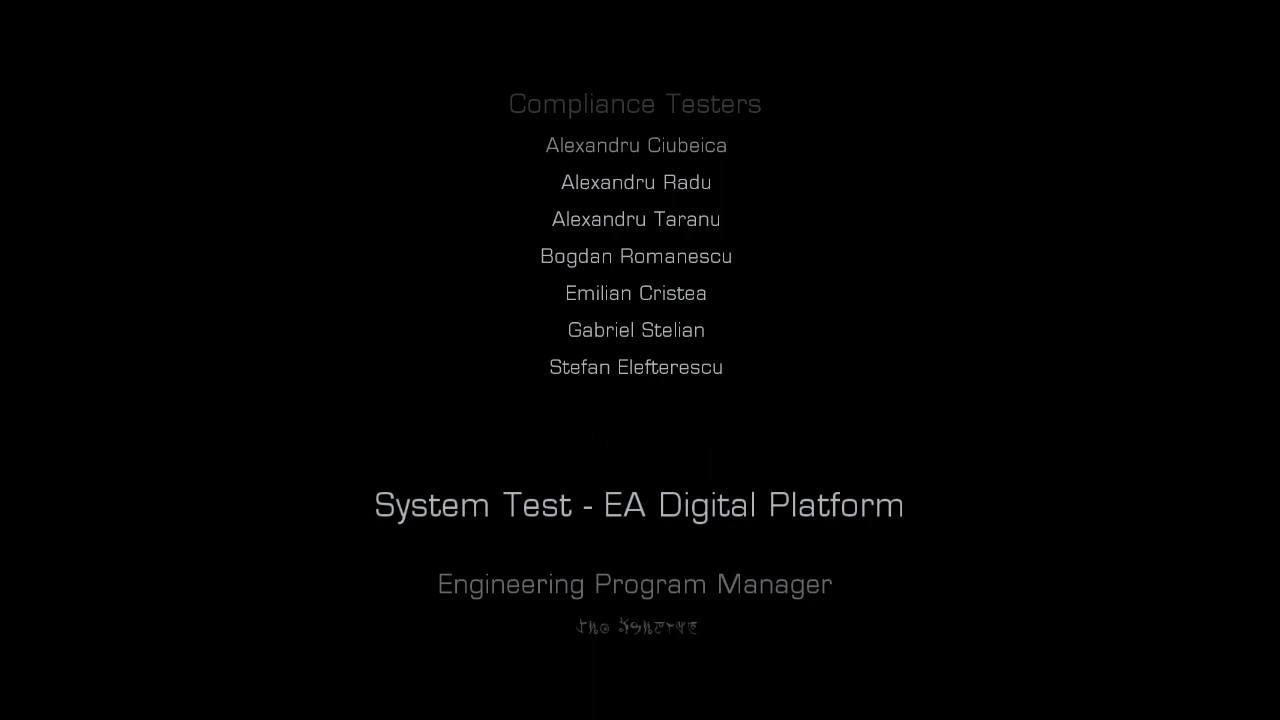 Compliance Testers
Alexandru Ciubeica
Alexandru Radu
Alexandru Taranu
Bogdan Romanescu
Emilian Cristea
Gabriel Stelian
Stefan Elefterescu
System Test - EA Digital Platform
Engineering Program Manager